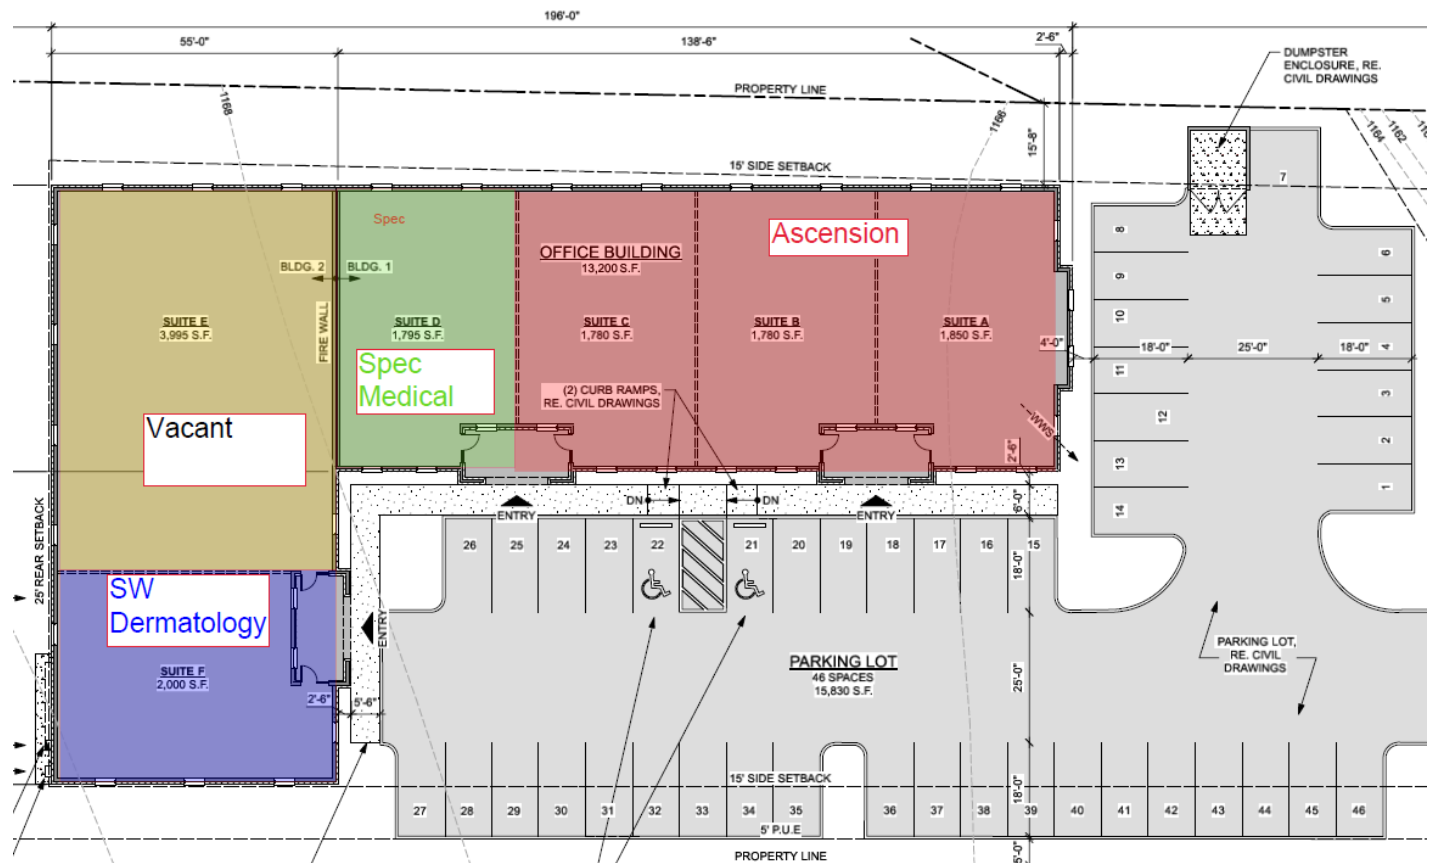 196'-0"
55'-0"
138'-6"
2'-6"
DUMPSTER
ENCLOSURE, RE.
CIVIL DRAWINGS
PROPERTY LINE
1168
1166
15'-8"
1164
1162
15' SIDE SETBACK
7
Spec
Ascension
OFFICE BUILDING
13,200 S.F.
BLDG. 2
BLDG. 1
8
9
10
11
12
13
14
6
5
4
3
2
1
SUITE E
3,995 S.F.
FIRE WALL
SUITE D
1,795 S.F.
SUITE C
1,780 S.F.
SUITE B
1,780 S.F.
SUITE A
1,850 S.F.
4'-0"
18'-0"
25'-0"
18'-0"
Spec
Medical
(2) CURB RAMPS,
RE. CIVIL DRAWINGS
Vacant
WWS
2'-6"
DN
DN
6'-0"
ENTRY
ENTRY
25' REAR SETBACK
26
25
24
23
22
21
20
19
18
17
16
15
18'-0"
SW
Dermatology
ENTRY
SUITE F
2,000 S.F.
2'-6"
5'-6"
PARKING LOT
46 SPACES
15,830 S.F.
25'-0"
PARKING LOT,
RE. CIVIL
DRAWINGS
15' SIDE SETBACK
18'-0"
27
28
29
30
31
32
33
34
35
36
37
38
39
40
41
42
43
44
45
46
5' P.U.E
PROPERTY LINE